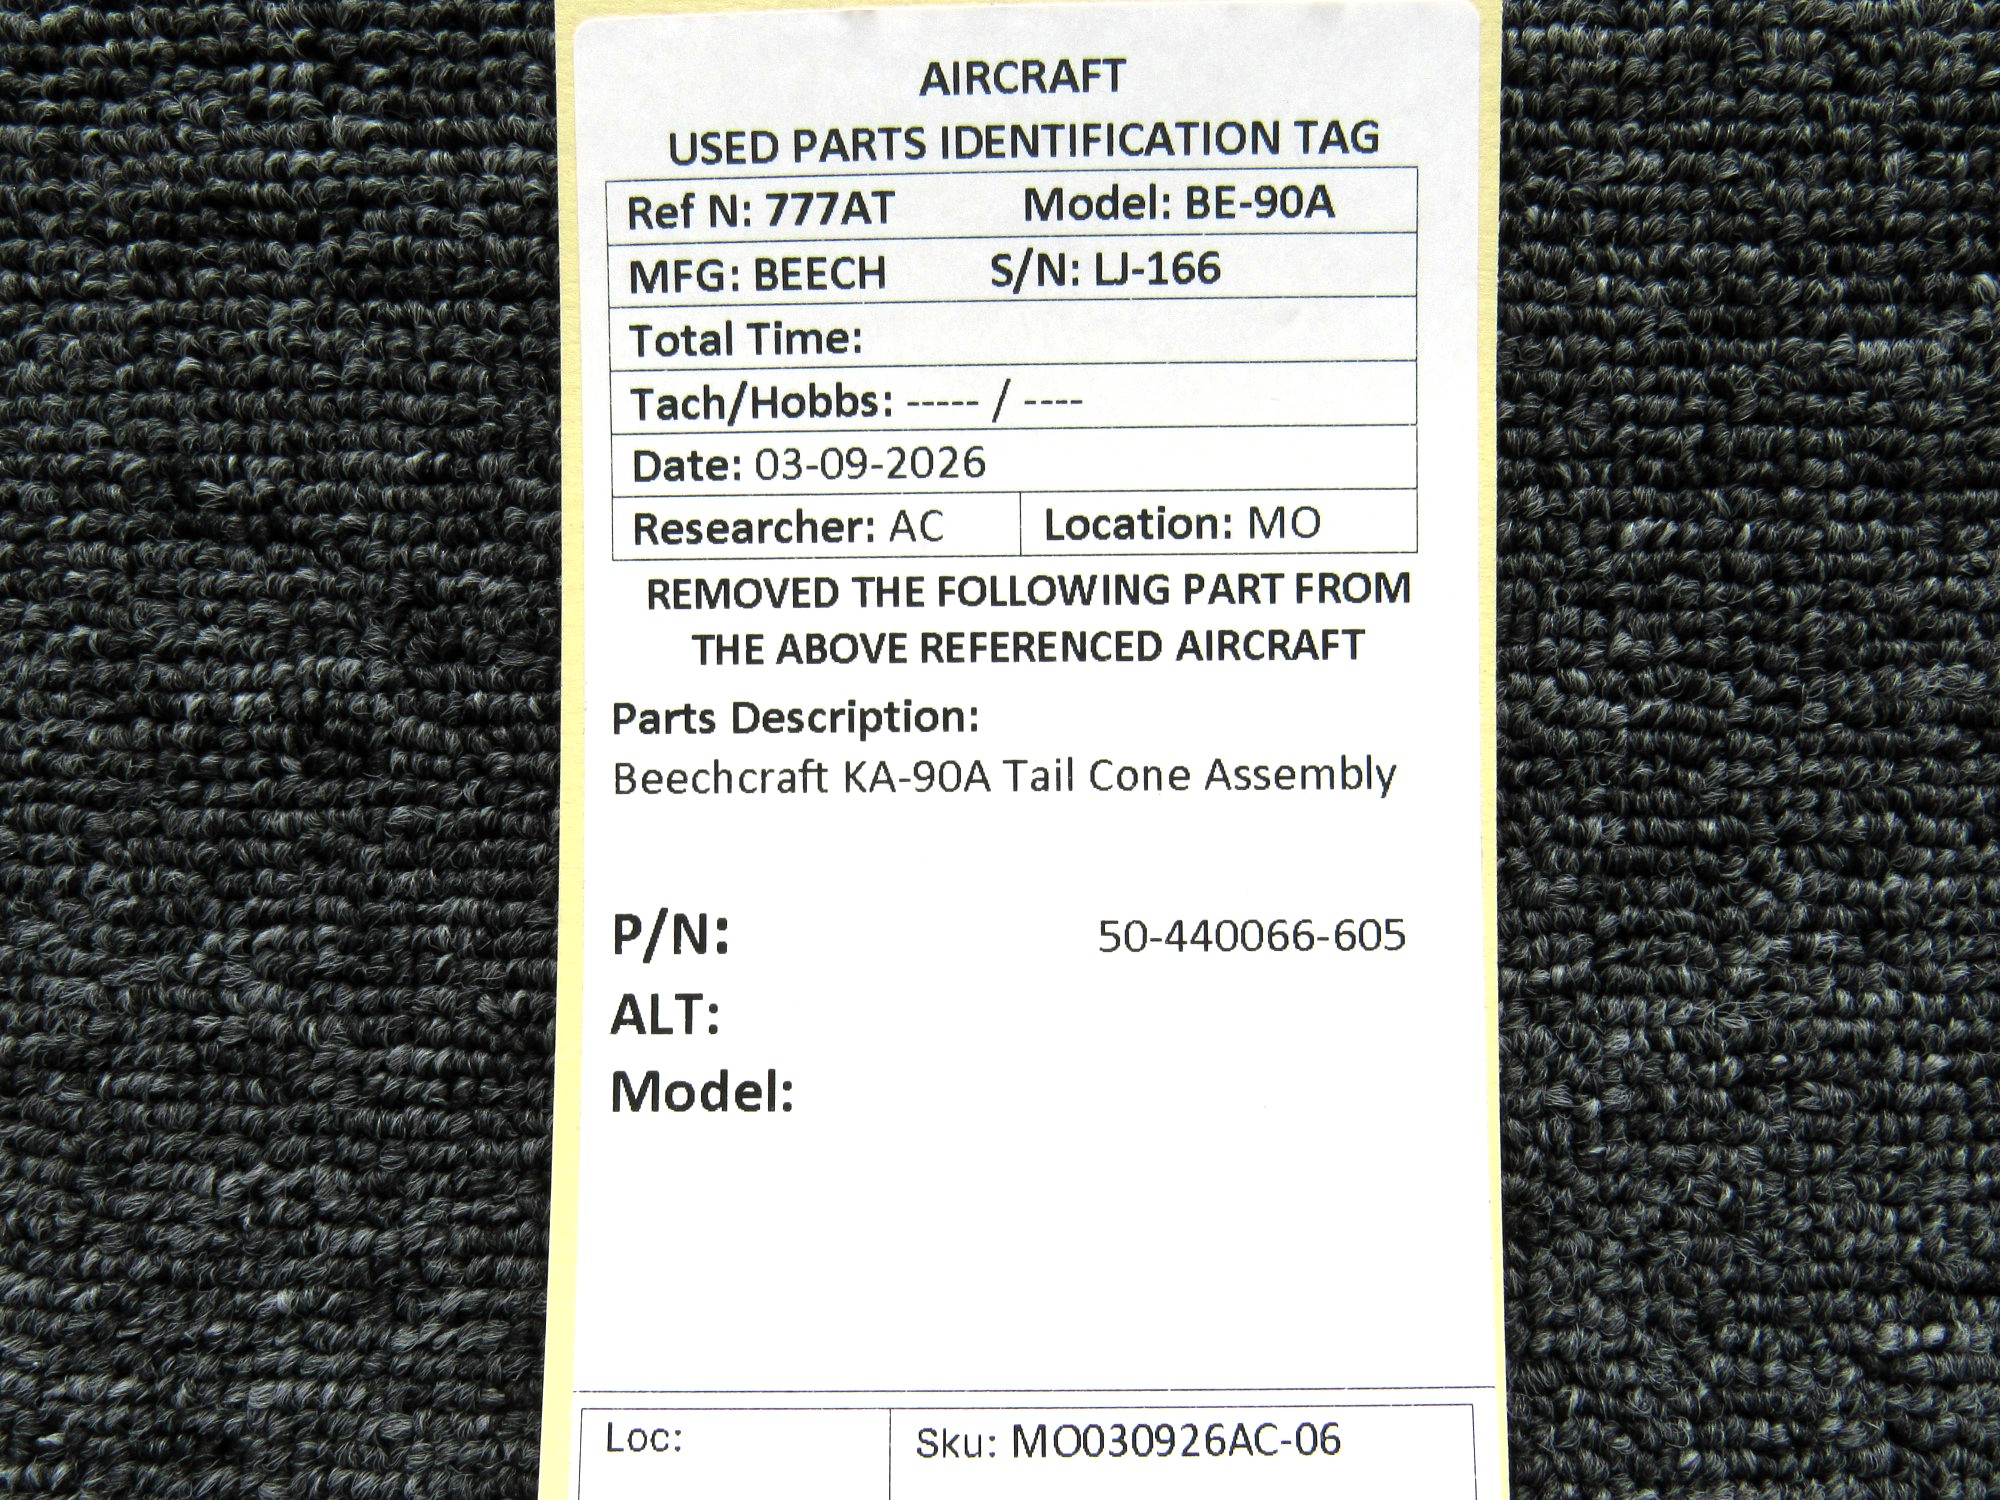 AIRCRAFT
USED PARTS IDENTIFICATION TAG
Ref N: 777AT Model: BE-90A
MFG: BEECH S/N: LJ-166
Total Time:
Tach/Hobbs: ----- / ----
Date: 03-09-2026
Researcher: AC Location: MO
REMOVED THE FOLLOWING PART FROM
THE ABOVE REFERENCED AIRCRAFT
Parts Description:
Beechcraft KA-90A Tail Cone Assembly
P/N: 50-440066-605
ALT:
Model:
Loc: Sku: MO030926AC-06